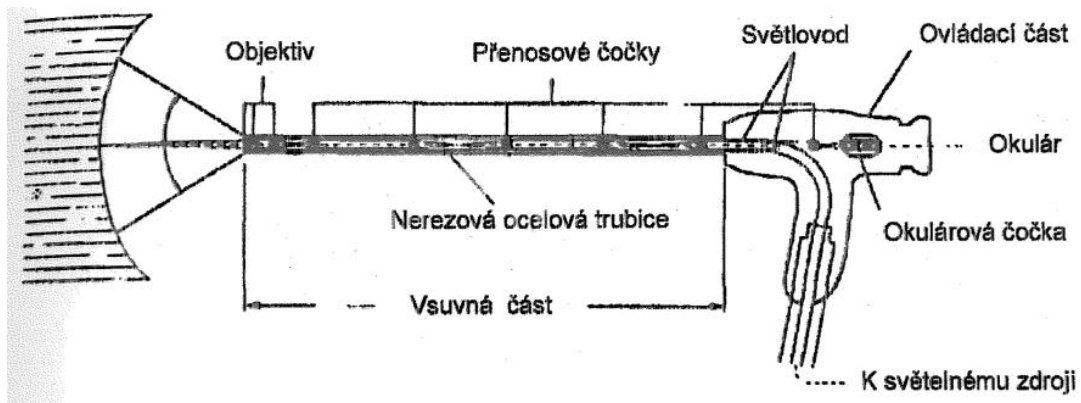 Objektiv
Přenosové čočky
Světlovod
Ovládací část
Okulár
Nerezová ocelová trubice
Okulárová čočka
Vsuvná část
K světelnému zdroji